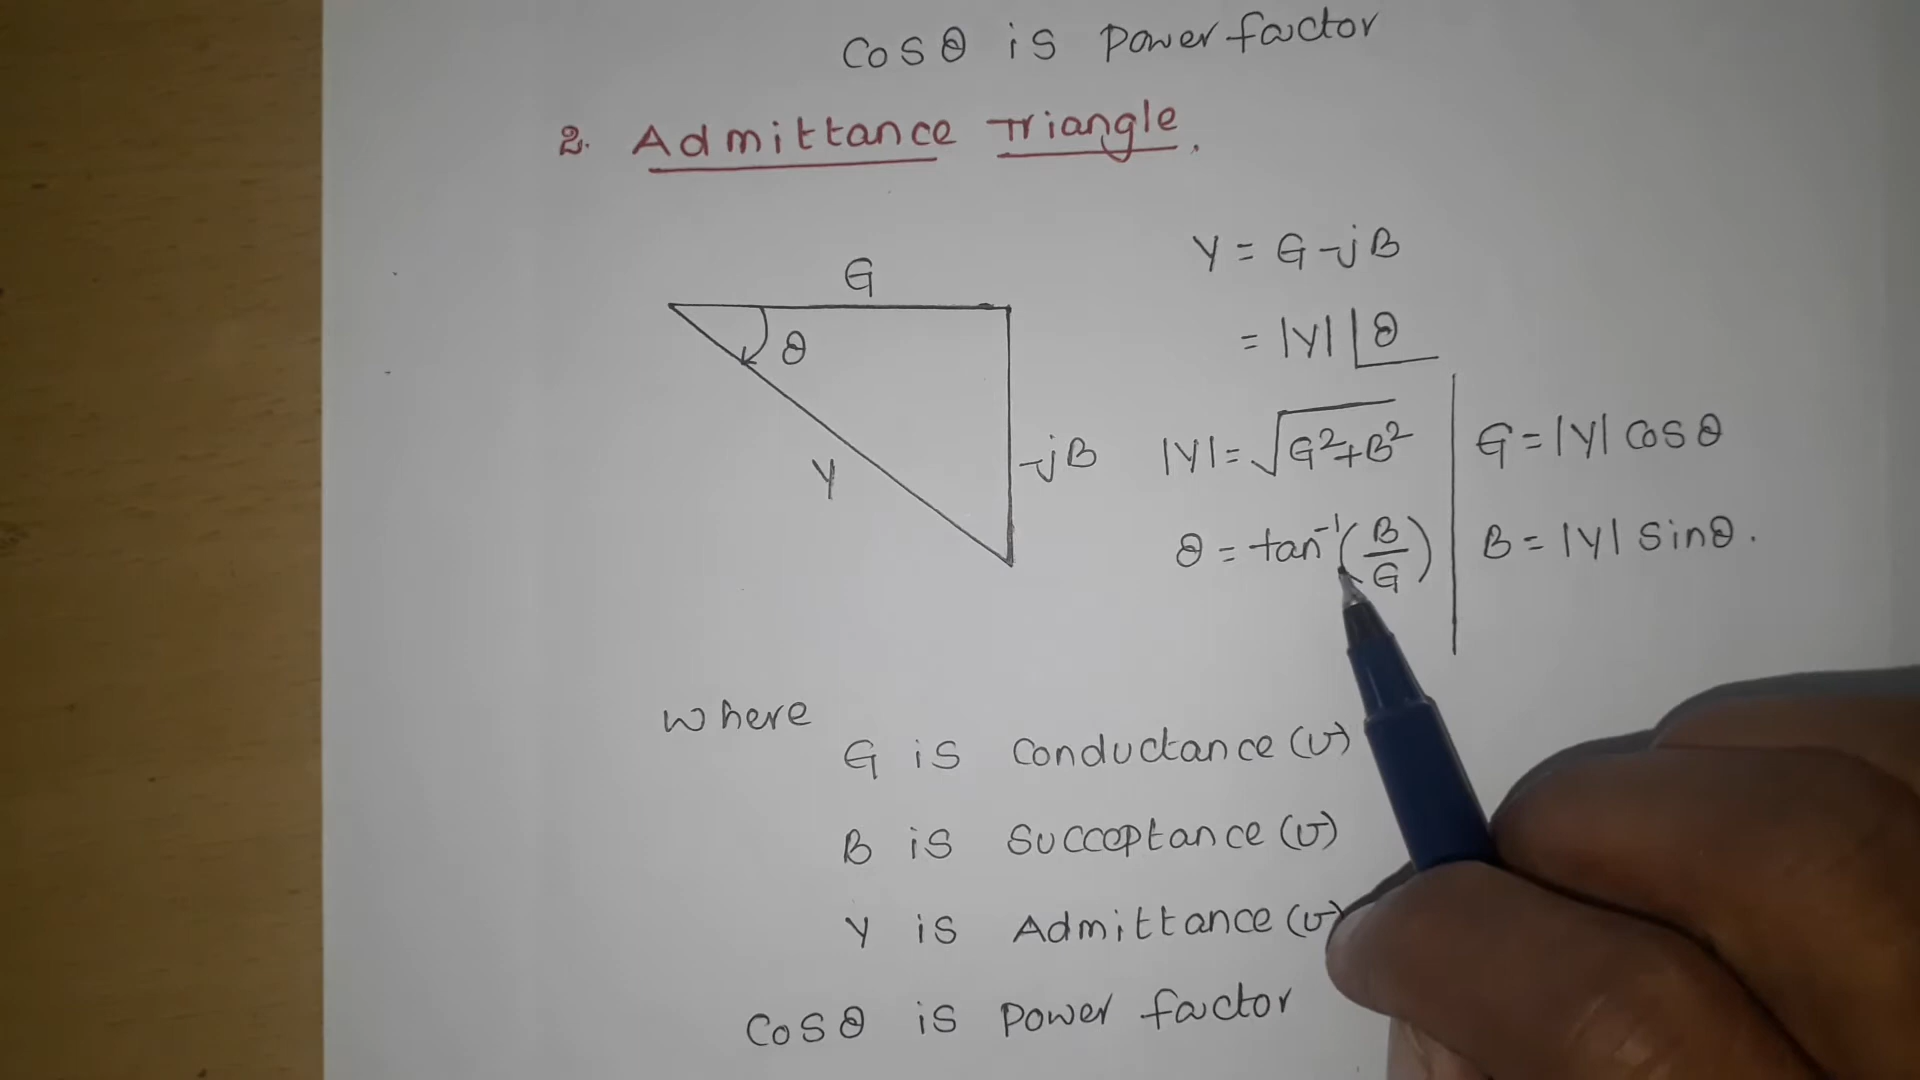 Cos θ is Power factor
2. Admittance Triangle.
G
θ
Y
-jB
Y = G-jB
= |Y| ∠θ
|Y| = √G²+B²
θ = tan⁻¹(B/G)
G = |Y| Cos θ
B = |Y| Sinθ.
where
G is Conductance (℧)
B is Succeptance (℧)
Y is Admittance (℧)
Cos θ is Power factor